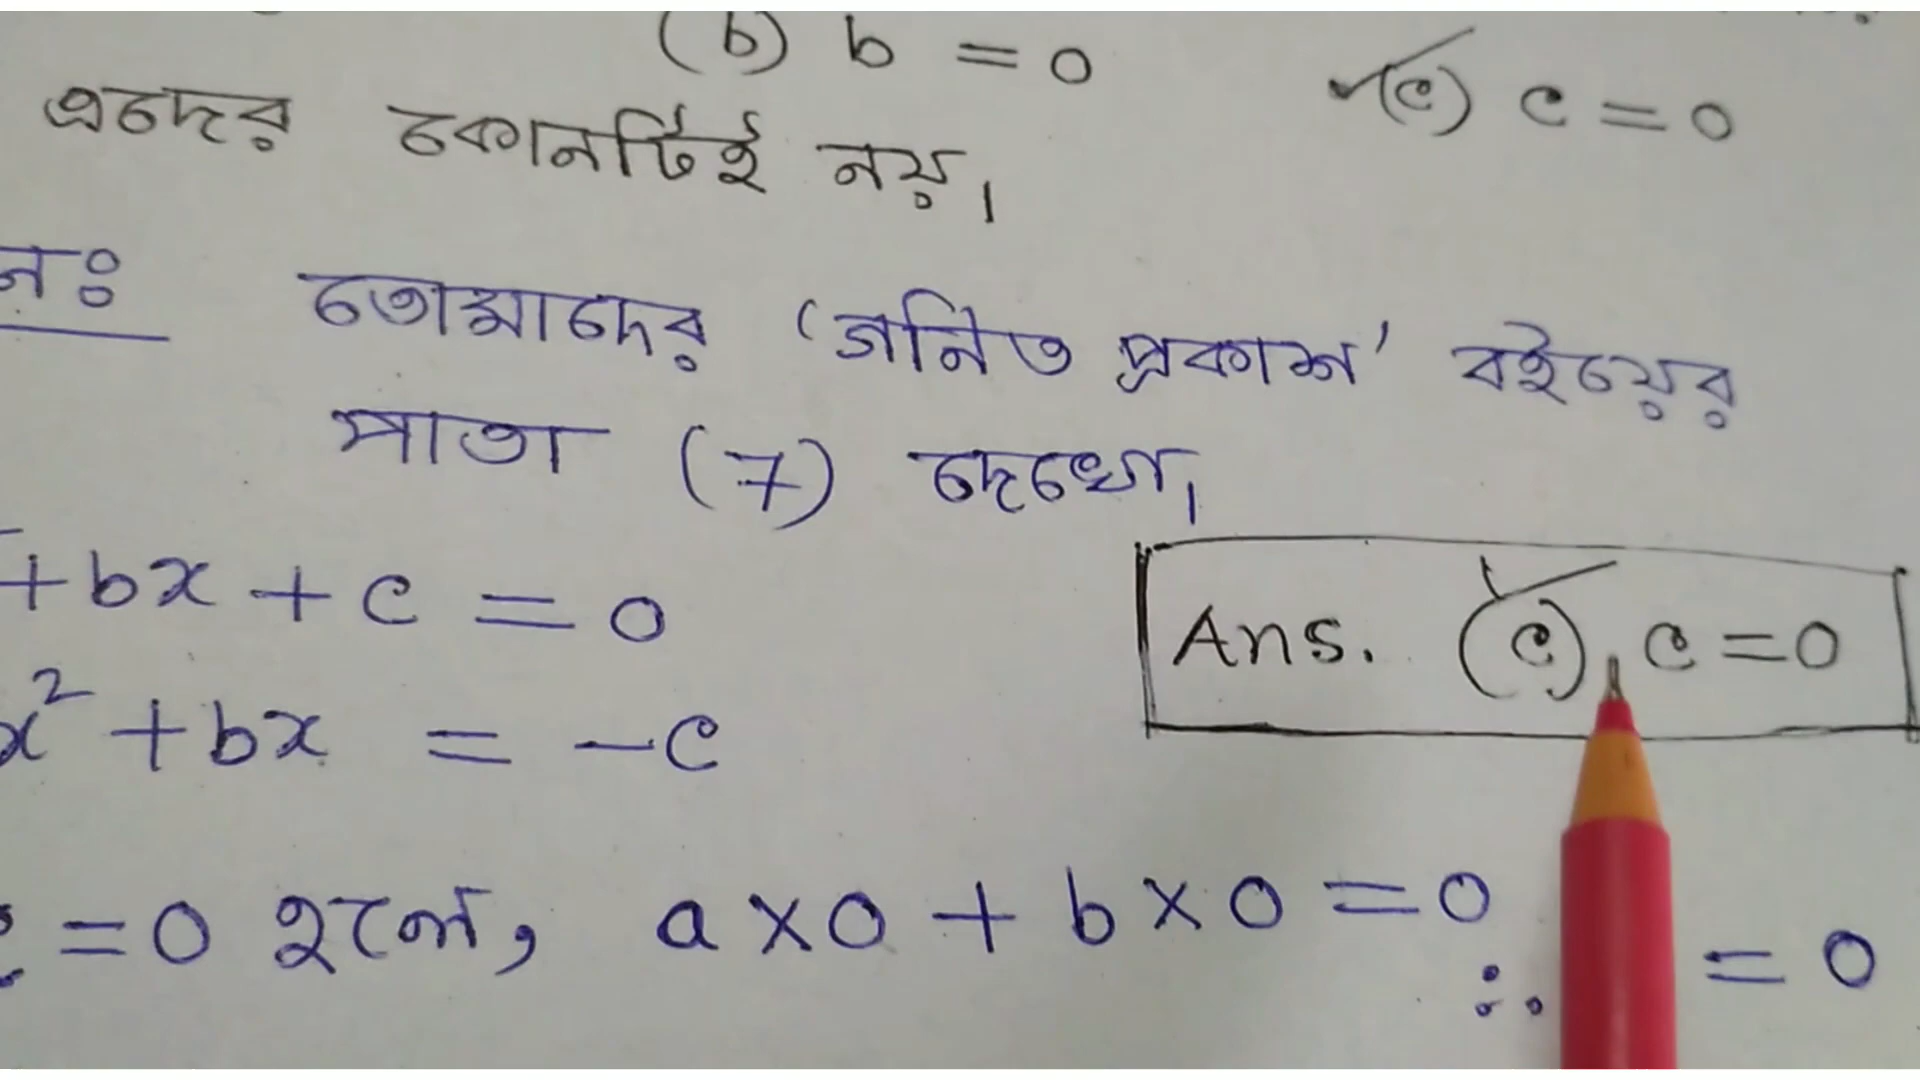 (b) b = 0 (c) c = 0
এদের কোনটিই নয়।
নঃ তোমাদের 'গনিত প্রকাশ' বইয়ের
পাতা (7) দেখো।
+ bx + c = 0
Ans. (c), c = 0
x² + bx = -c
= 0 হলে, a × 0 + b × 0 = 0
∴ = 0